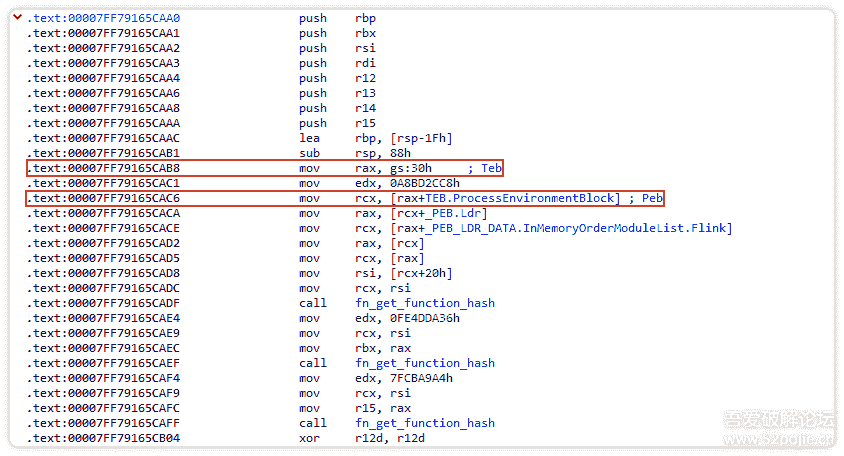 .text:00007FF79165CAA0 push rbp
.text:00007FF79165CAA1 push rbx
.text:00007FF79165CAA2 push rsi
.text:00007FF79165CAA3 push rdi
.text:00007FF79165CAA4 push r12
.text:00007FF79165CAA6 push r13
.text:00007FF79165CAA8 push r14
.text:00007FF79165CAAA push r15
.text:00007FF79165CAAC lea rbp, [rsp-1Fh]
.text:00007FF79165CAB1 sub rsp, 88h
.text:00007FF79165CAB8 mov rax, gs:30h ; Teb
.text:00007FF79165CAC1 mov edx, 0A8BD2CC8h
.text:00007FF79165CAC6 mov rcx, [rax+TEB.ProcessEnvironmentBlock] ; Peb
.text:00007FF79165CACA mov rax, [rcx+_PEB.Ldr]
.text:00007FF79165CACE mov rcx, [rax+_PEB_LDR_DATA.InMemoryOrderModuleList.Flink]
.text:00007FF79165CAD2 mov rax, [rcx]
.text:00007FF79165CAD5 mov rcx, [rax]
.text:00007FF79165CAD8 mov rsi, [rcx+20h]
.text:00007FF79165CADC mov rcx, rsi
.text:00007FF79165CADF call fn_get_function_hash
.text:00007FF79165CAE4 mov edx, 0FE4DDA36h
.text:00007FF79165CAE9 mov rcx, rsi
.text:00007FF79165CAEC mov rbx, rax
.text:00007FF79165CAEF call fn_get_function_hash
.text:00007FF79165CAF4 mov edx, 7FCBA9A4h
.text:00007FF79165CAF9 mov rcx, rsi
.text:00007FF79165CAFC mov r15, rax
.text:00007FF79165CAFF call fn_get_function_hash
.text:00007FF79165CB04 xor r12d, r12d
吾爱破解论坛
www.52pojie.cn